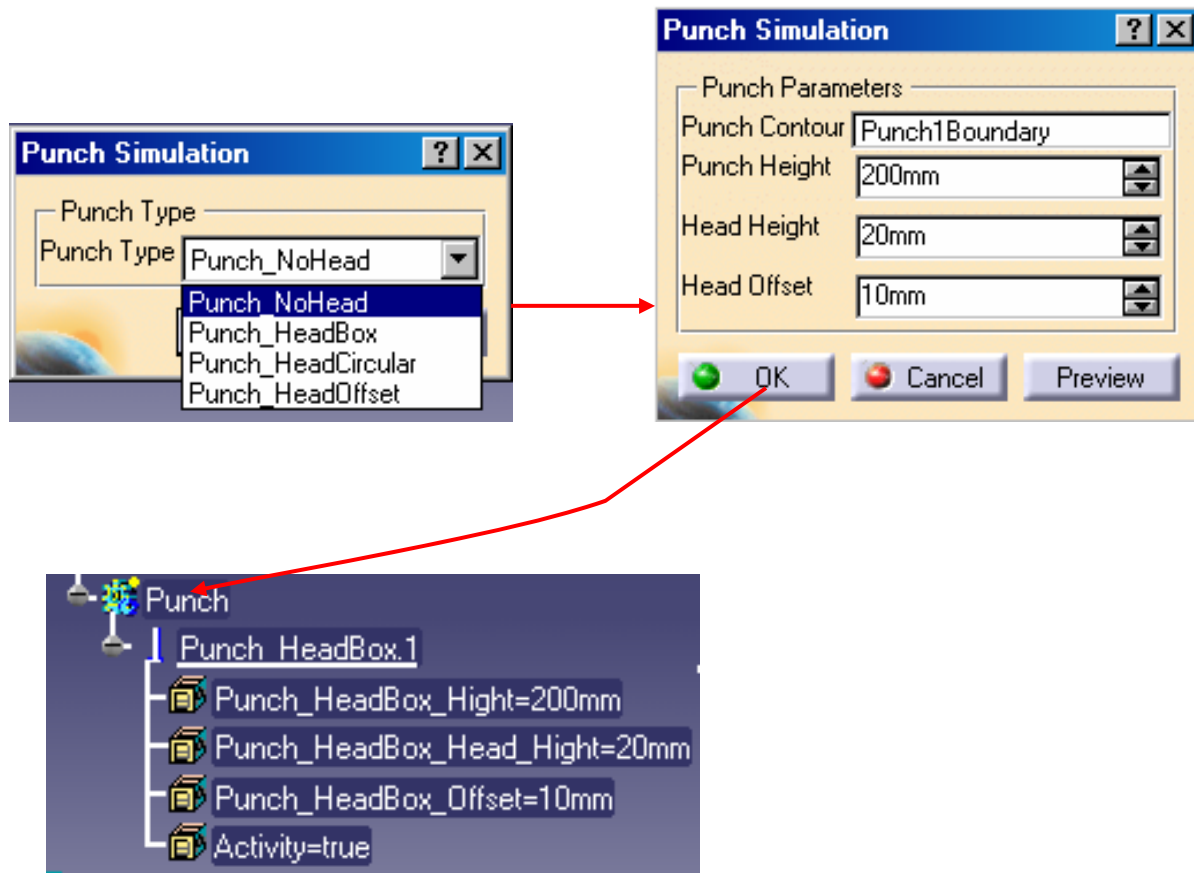 Punch Simulation
Punch Type
Punch Type Punch_NoHead
Punch_NoHead
Punch_HeadBox
Punch_HeadCircular
Punch_HeadOffset
Punch Simulation
Punch Parameters
Punch Contour Punch1Boundary
Punch Height 200mm
Head Height 20mm
Head Offset 10mm
OK Cancel Preview
Punch
Punch_HeadBox.1
Punch_HeadBox_Hight=200mm
Punch_HeadBox_Head_Hight=20mm
Punch_HeadBox_Offset=10mm
Activity=true